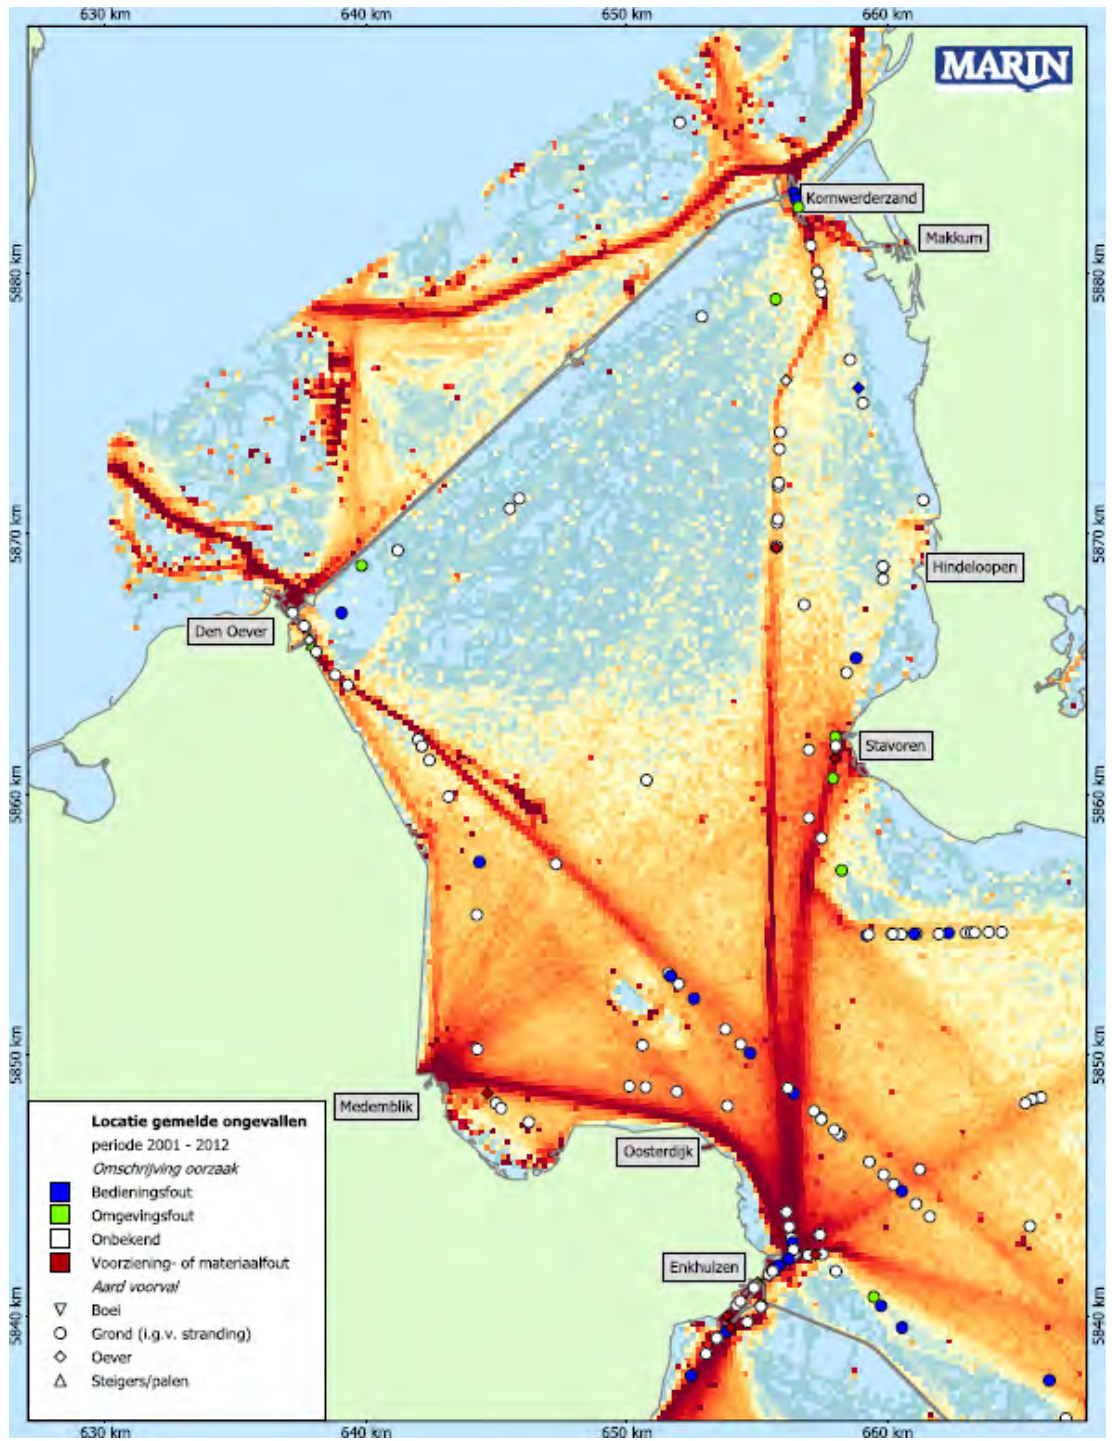 630 km 640 km 650 km 660 km
MARIN
Kornwerderzand
Makkum
5880 km 5880 km
5870 km 5870 km
Hindeloopen
Den Oever
Stavoren
5860 km 5860 km
5850 km 5850 km
Medemblik
Oosterdijk
Enkhuizen
5840 km 5840 km
Locatie gemelde ongevallen
periode 2001 - 2012
Omschrijving oorzaak
Bedieningsfout
Omgevingsfout
Onbekend
Voorziening- of materiaalfout
Aard voorval
Boei
Grond (i.g.v. stranding)
Oever
Steigers/palen
630 km 640 km 650 km 660 km